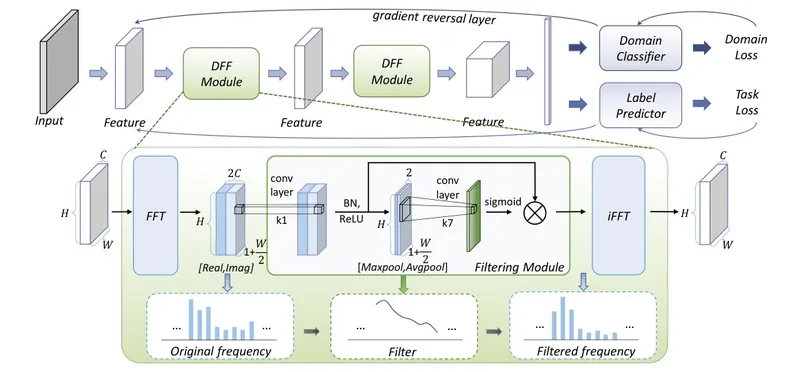 gradient reversal layer
Input
Feature
DFF
Module
Feature
DFF
Module
Feature
Domain
Classifier
Domain
Loss
Label
Predictor
Task
Loss
C
H
W
FFT
2C
H
1+W/2
[Real,Imag]
conv
layer
k1
BN,
ReLU
2
H
1+W/2
[Maxpool,Avgpool]
conv
layer
k7
sigmoid
Filtering Module
iFFT
C
H
W
... ...
Original frequency
... ...
Filter
... ...
Filtered frequency